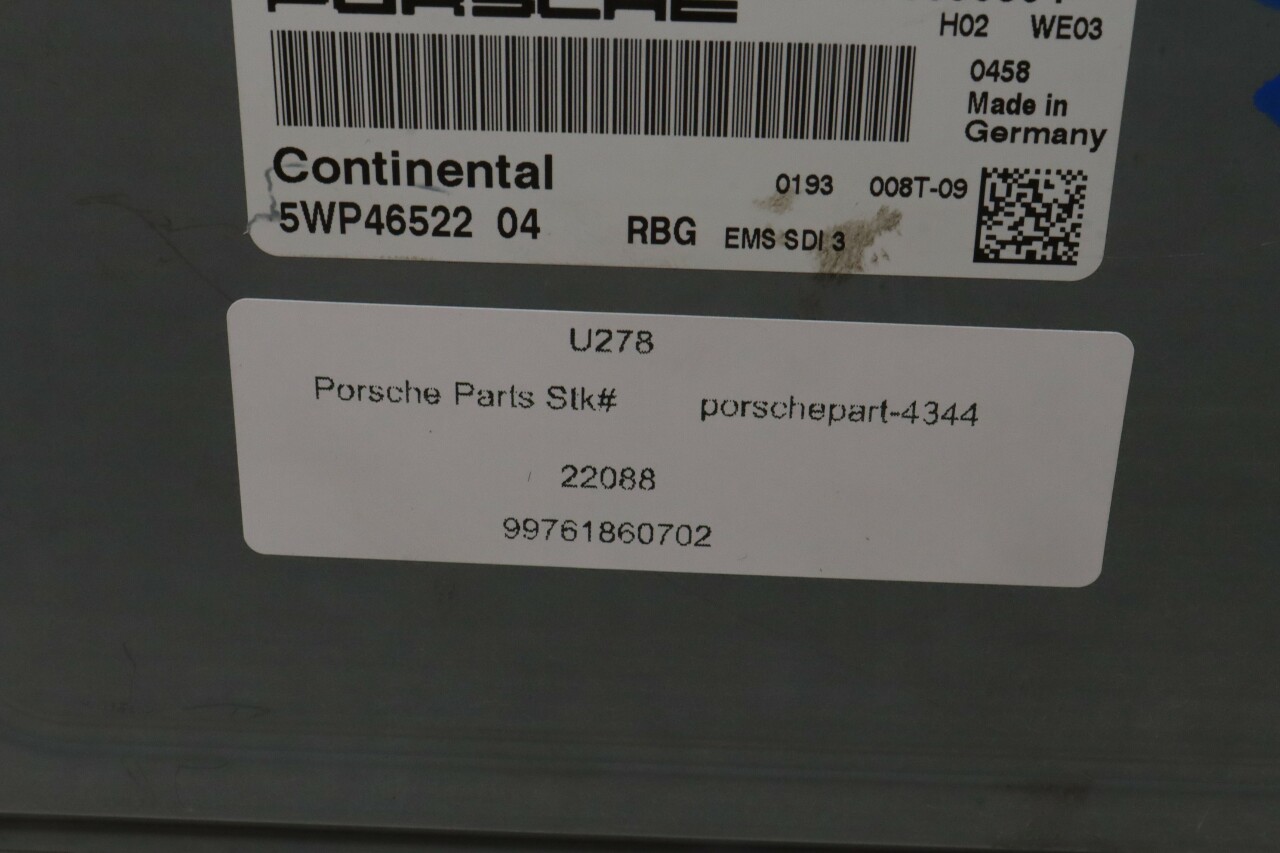 PORSCHE
H02 WE03
0458
Made in
Germany
Continental
0193 008T-09
5WP46522 04 RBG EMS SDI 3
U278
Porsche Parts Stk# porschepart-4344
22088
99761860702